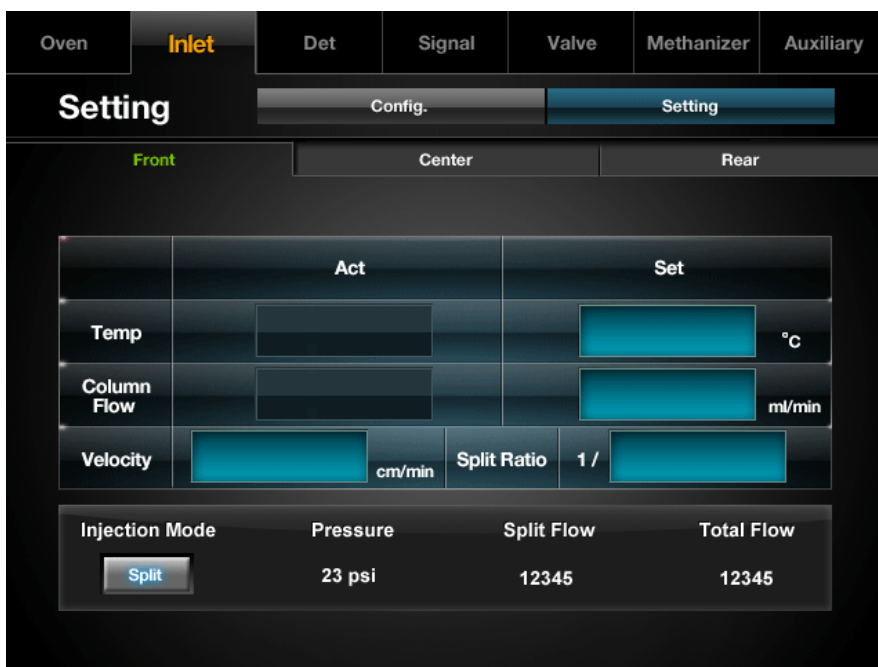 Oven Inlet Det Signal Valve Methanizer Auxiliary
Setting Config. Setting
Front Center Rear
Act Set
Temp °C
Column
Flow ml/min
Velocity cm/min Split Ratio 1 /
Injection Mode Pressure Split Flow Total Flow
Split 23 psi 12345 12345